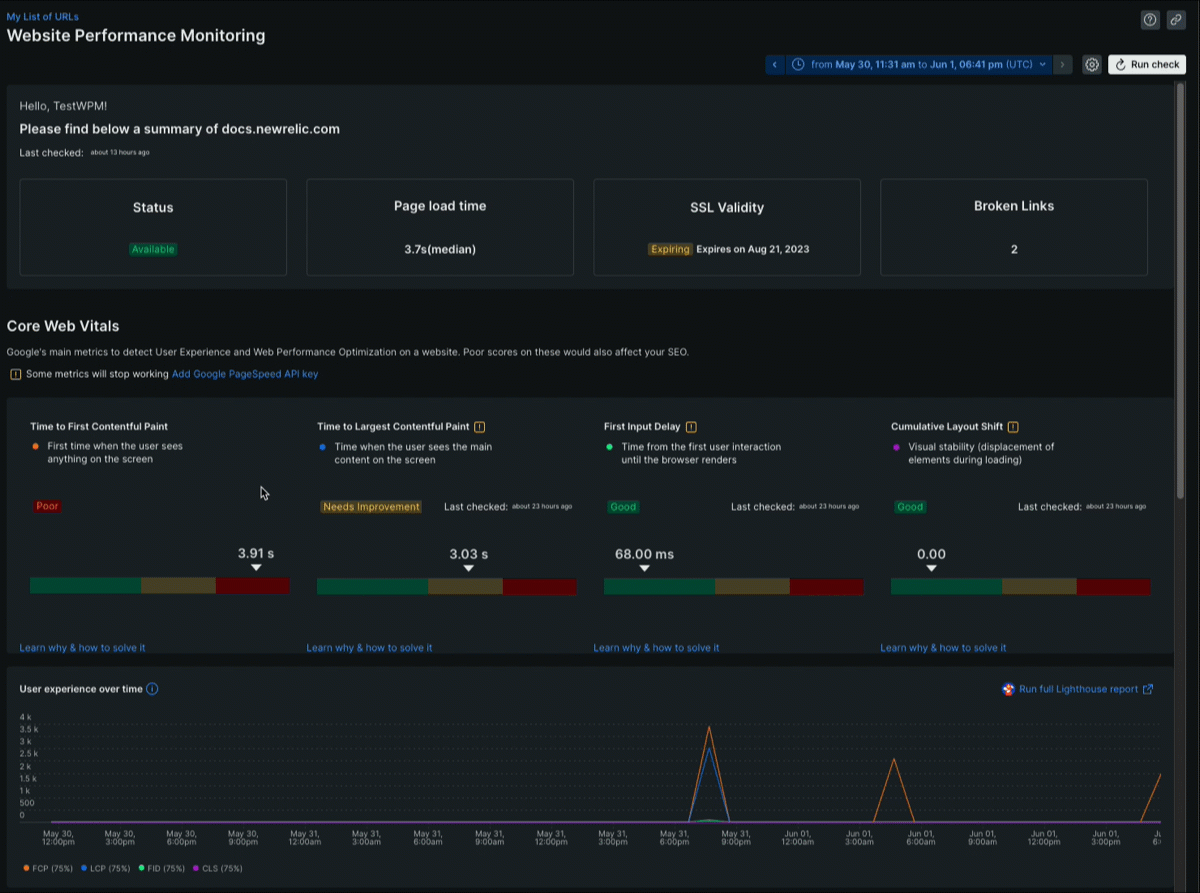 My List of URLs
Website Performance Monitoring
from May 30, 11:31 am to Jun 1, 06:41 pm (UTC)
Run check
Hello, TestWPM!
Please find below a summary of docs.newrelic.com
Last checked: about 13 hours ago
Status
Page load time
SSL Validity
Broken Links
Available
3.7s(median)
Expiring Expires on Aug 21, 2023
2
Core Web Vitals
Google's main metrics to detect User Experience and Web Performance Optimization on a website. Poor scores on these would also affect your SEO.
Some metrics will stop working Add Google PageSpeed API key
Time to First Contentful Paint
First time when the user sees
anything on the screen
Poor
3.91 s
Learn why & how to solve it
Time to Largest Contentful Paint
Time when the user sees the main
content on the screen
Needs Improvement
Last checked: about 23 hours ago
3.03 s
Learn why & how to solve it
First Input Delay
Time from the first user interaction
until the browser renders
Good
Last checked: about 23 hours ago
68.00 ms
Learn why & how to solve it
Cumulative Layout Shift
Visual stability (displacement of
elements during loading)
Good
Last checked: about 23 hours ago
0.00
Learn why & how to solve it
User experience over time
Run full Lighthouse report
4 k
3.5 k
3 k
2.5 k
2 k
1.5 k
1 k
500
0
May 30, 12:00pm
May 30, 3:00pm
May 30, 6:00pm
May 30, 9:00pm
May 31, 12:00am
May 31, 3:00am
May 31, 6:00am
May 31, 9:00am
May 31, 12:00pm
May 31, 3:00pm
May 31, 6:00pm
May 31, 9:00pm
Jun 01, 12:00am
Jun 01, 3:00am
Jun 01, 6:00am
Jun 01, 9:00am
Jun 01, 12:00pm
Jun 01, 3:00pm
FCP (75%) LCP (75%) FID (75%) CLS (75%)